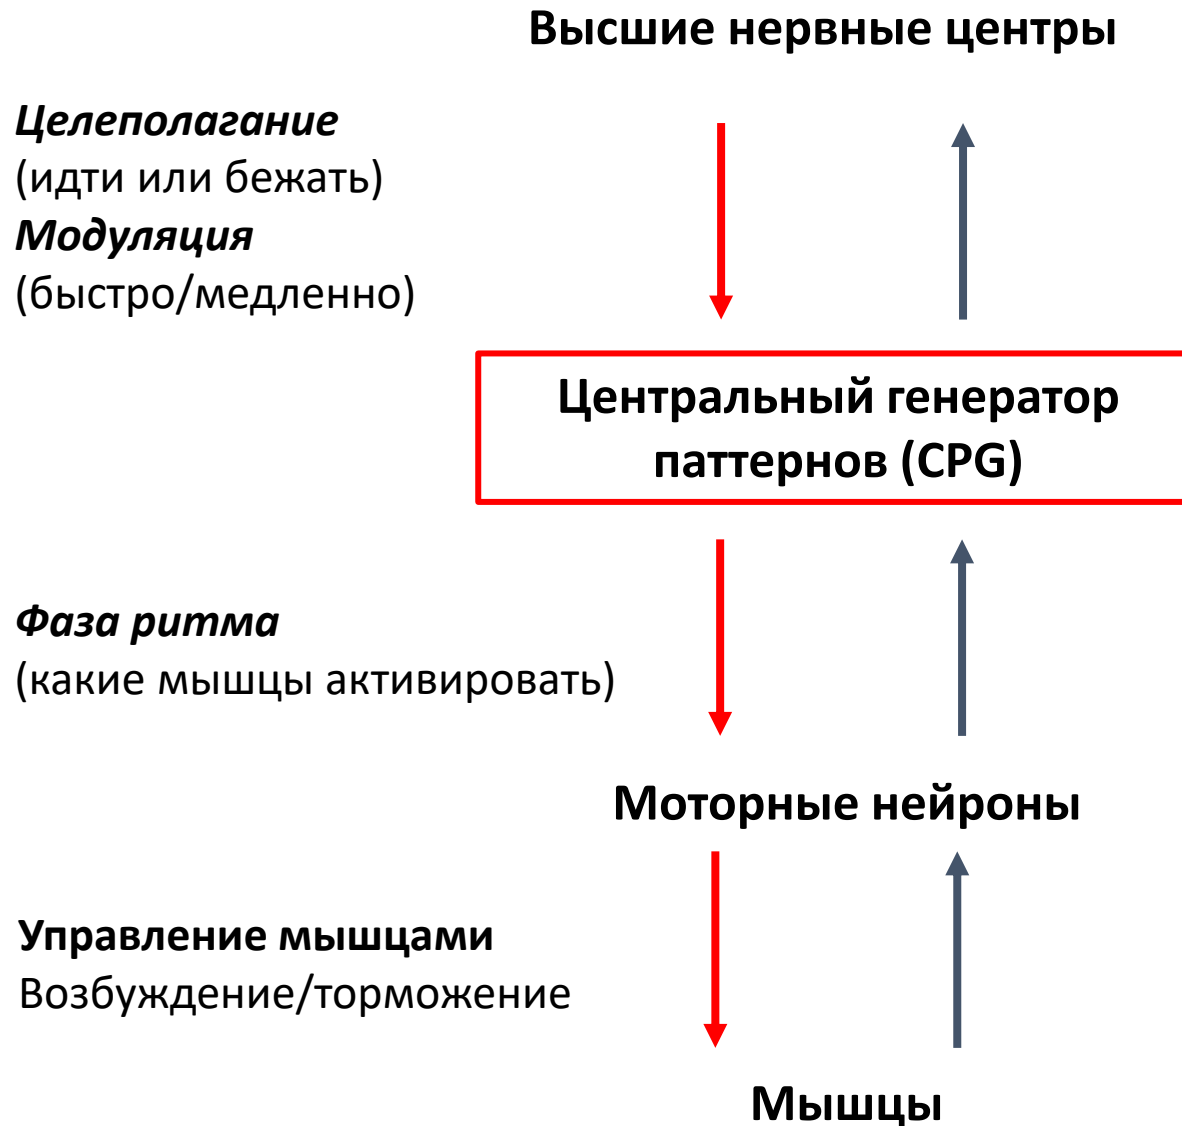 Высшие нервные центры
Целеполагание
(идти или бежать)
Модуляция
(быстро/медленно)
Центральный генератор
паттернов (CPG)
Фаза ритма
(какие мышцы активировать)
Моторные нейроны
Управление мышцами
Возбуждение/торможение
Мышцы